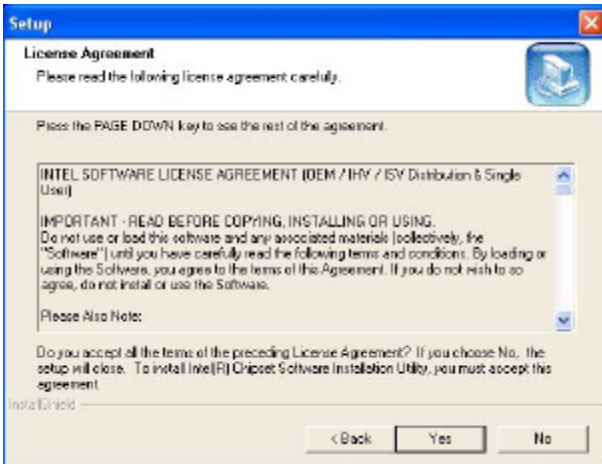 Setup
License Agreement
Please read the following license agreement carefully.
Press the PAGE DOWN key to see the rest of the agreement.
INTEL SOFTWARE LICENSE AGREEMENT (OEM / IHV / ISV Distribution & Single
User)
IMPORTANT - READ BEFORE COPYING, INSTALLING OR USING.
Do not use or load this software and any associated materials (collectively, the
"Software") until you have carefully read the following terms and conditions. By loading or
using the Software, you agree to the terms of this Agreement. If you do not wish to so
agree, do not install or use the Software.
Please Also Note:
Do you accept all the terms of the preceding License Agreement? If you choose No, the
setup will close. To install Intel(R) Chipset Software Installation Utility, you must accept this
agreement.
InstallShield
< Back
Yes
No